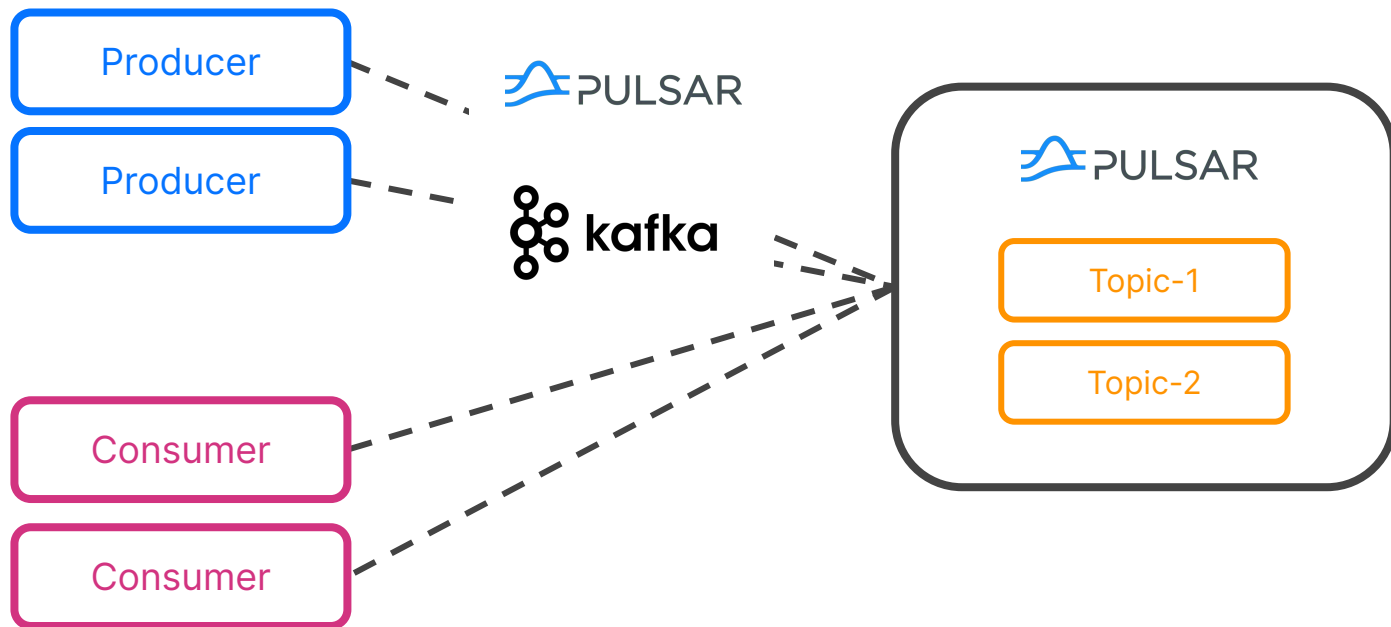 Producer
Producer
PULSAR
kafka
Consumer
Consumer
PULSAR
Topic-1
Topic-2